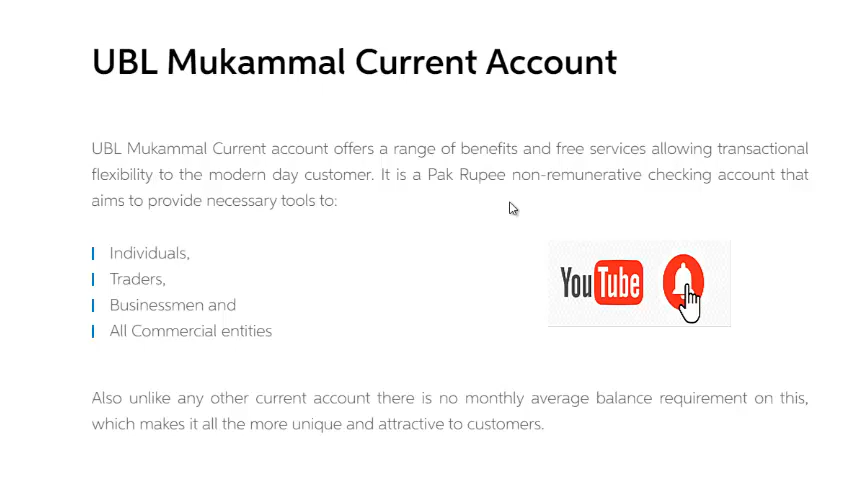 UBL Mukammal Current Account
UBL Mukammal Current account offers a range of benefits and free services allowing transactional
flexibility to the modern day customer. It is a Pak Rupee non-remunerative checking account that
aims to provide necessary tools to:
Individuals,
Traders,
Businessmen and
All Commercial entities
YouTube
Also unlike any other current account there is no monthly average balance requirement on this,
which makes it all the more unique and attractive to customers.